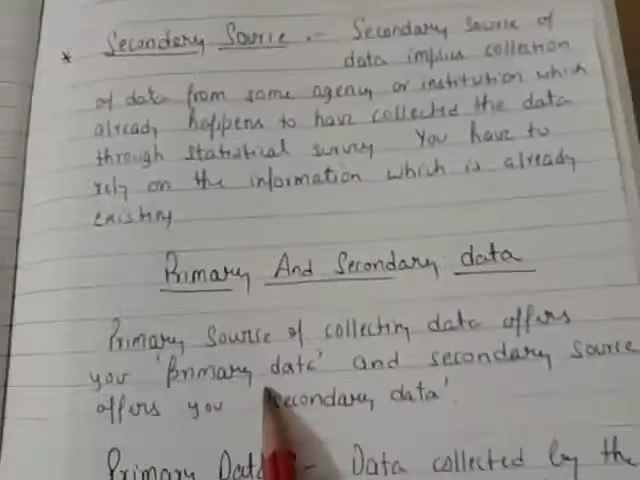 * Secondary Source :- Secondary Source of
data implies collection
of data from some agency or institution which
already happens to have collected the data
through statistical survey You have to
rely on the information which is already
existing
Primary And Secondary data
Primary Source of collecting data offers
you 'primary data' and secondary source
offers you secondary data'.
Primary Data :- Data collected by the